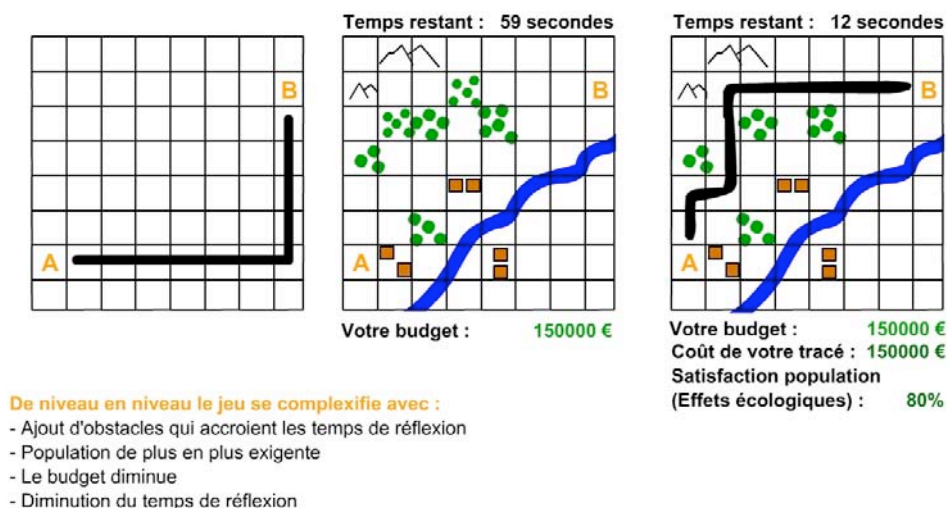 Temps restant : 59 secondes
Temps restant : 12 secondes
B
B
B
A
A
A
Votre budget : 150000 €
Votre budget : 150000 €
Coût de votre tracé : 150000 €
Satisfaction population
(Effets écologiques) : 80%
De niveau en niveau le jeu se complexifie avec :
- Ajout d'obstacles qui accroient les temps de réflexion
- Population de plus en plus exigente
- Le budget diminue
- Diminution du temps de réflexion